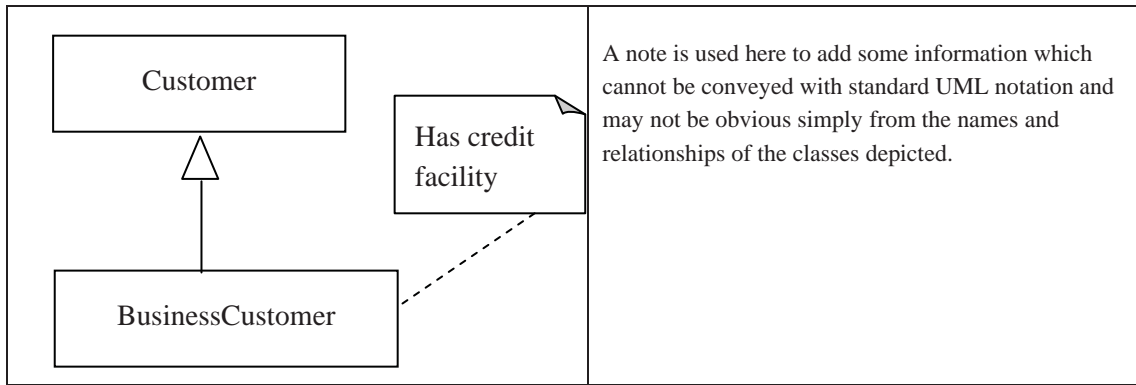 Customer
Has credit
facility
BusinessCustomer
A note is used here to add some information which
cannot be conveyed with standard UML notation and
may not be obvious simply from the names and
relationships of the classes depicted.